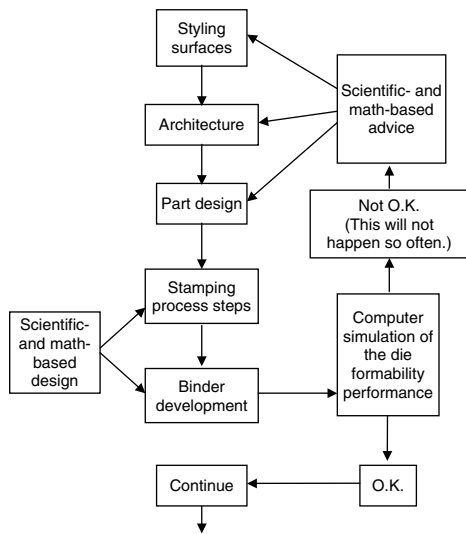 Styling
surfaces
Architecture
Part design
Stamping
process steps
Binder
development
Continue
Scientific-
and math-
based
design
Scientific- and
math-based
advice
Not O.K.
(This will not
happen so often.)
Computer
simulation of
the die
formability
performance
O.K.